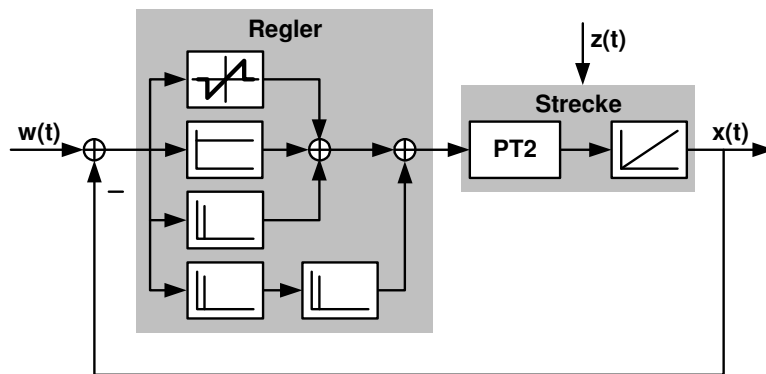 Regler
z(t)
Strecke
w(t)
PT2
x(t)
–